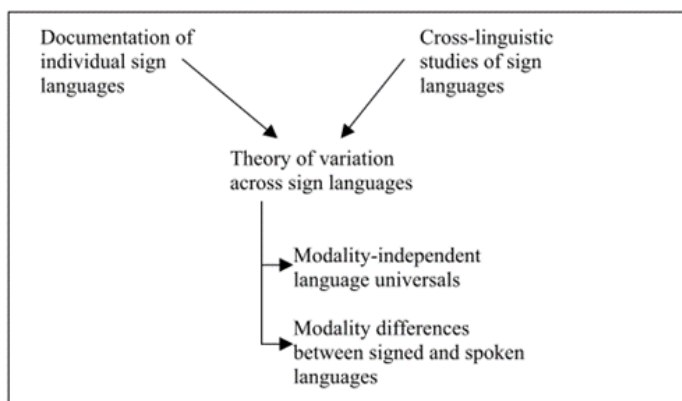 Documentation of
individual sign
languages
Cross-linguistic
studies of sign
languages
Theory of variation
across sign languages
Modality-independent
language universals
Modality differences
between signed and spoken
languages